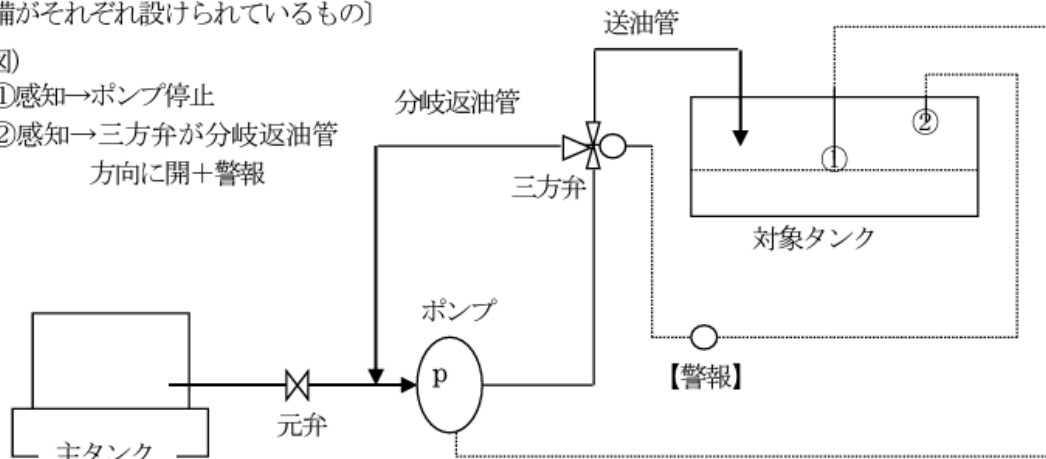 備がそれぞれ設けられているもの〕
図)
①感知→ポンプ停止
②感知→三方弁が分岐返油管
方向に開＋警報
送油管
分岐返油管
②
①
三方弁
対象タンク
ポンプ
p
【警報】
元弁
主タンク